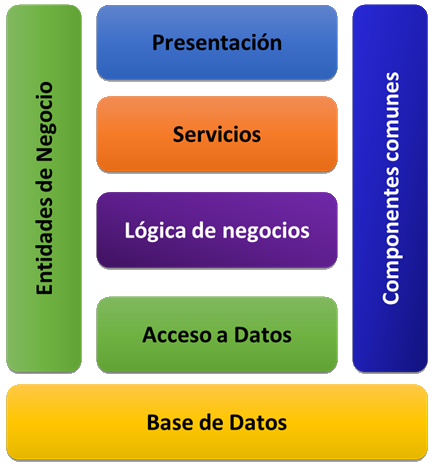 Entidades de Negocio
Presentación
Servicios
Lógica de negocios
Acceso a Datos
Componentes comunes
Base de Datos